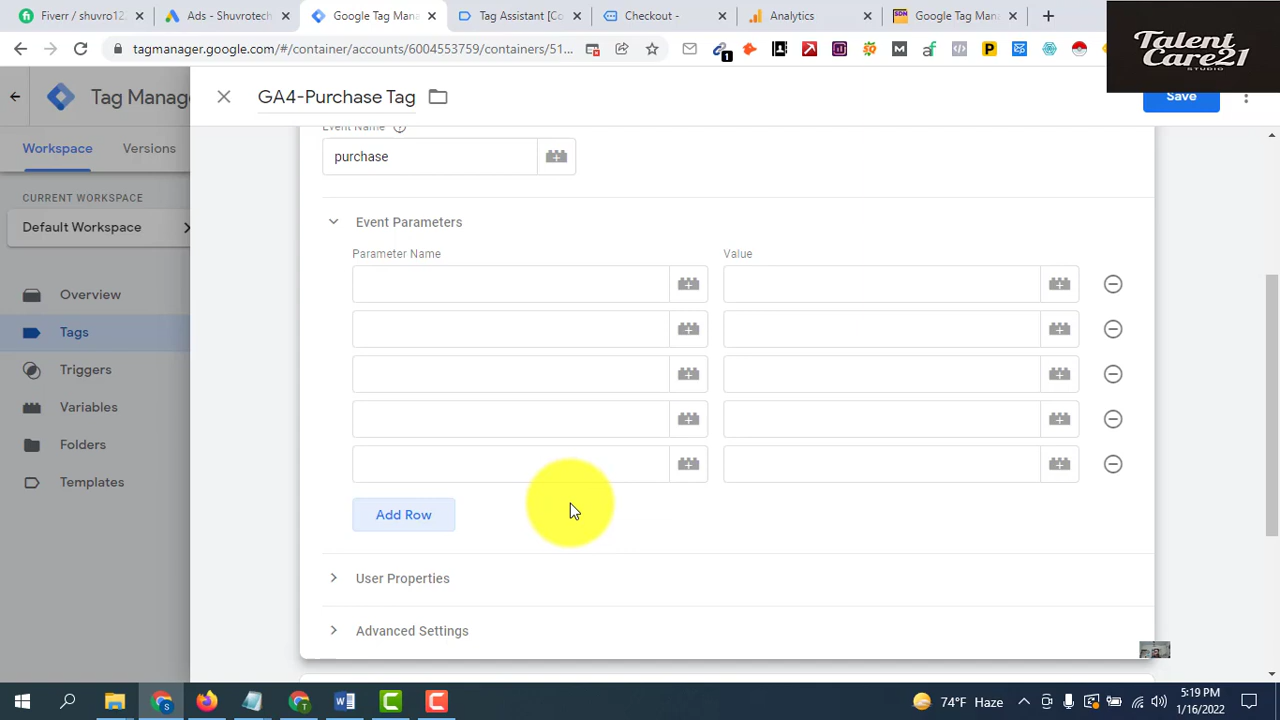 Fiverr / shuvro12
Ads - Shuvrotech
Google Tag Mana
Tag Assistant [Co
Checkout -
Analytics
Google Tag Mana
tagmanager.google.com/#/container/accounts/6004553759/containers/51...
Talent
Care21
STUDIO
Tag Mana
GA4-Purchase Tag
Save
Workspace
Versions
Event Name
purchase
CURRENT WORKSPACE
Default Workspace
Event Parameters
Parameter Name
Value
Overview
Tags
Triggers
Variables
Folders
Templates
Add Row
User Properties
Advanced Settings
74°F Haze
5:19 PM
1/16/2022